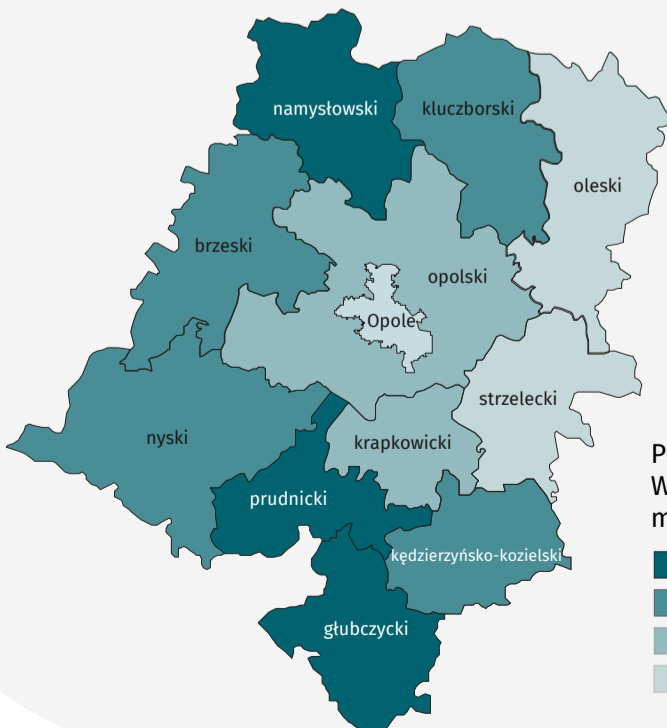 namysłowski
kluczborski
oleski
brzeski
opolski
Opole
strzelecki
nyski
krapkowicki
prudnicki
kędzierzyńsko-kozielski
głubczycki
P
W
m